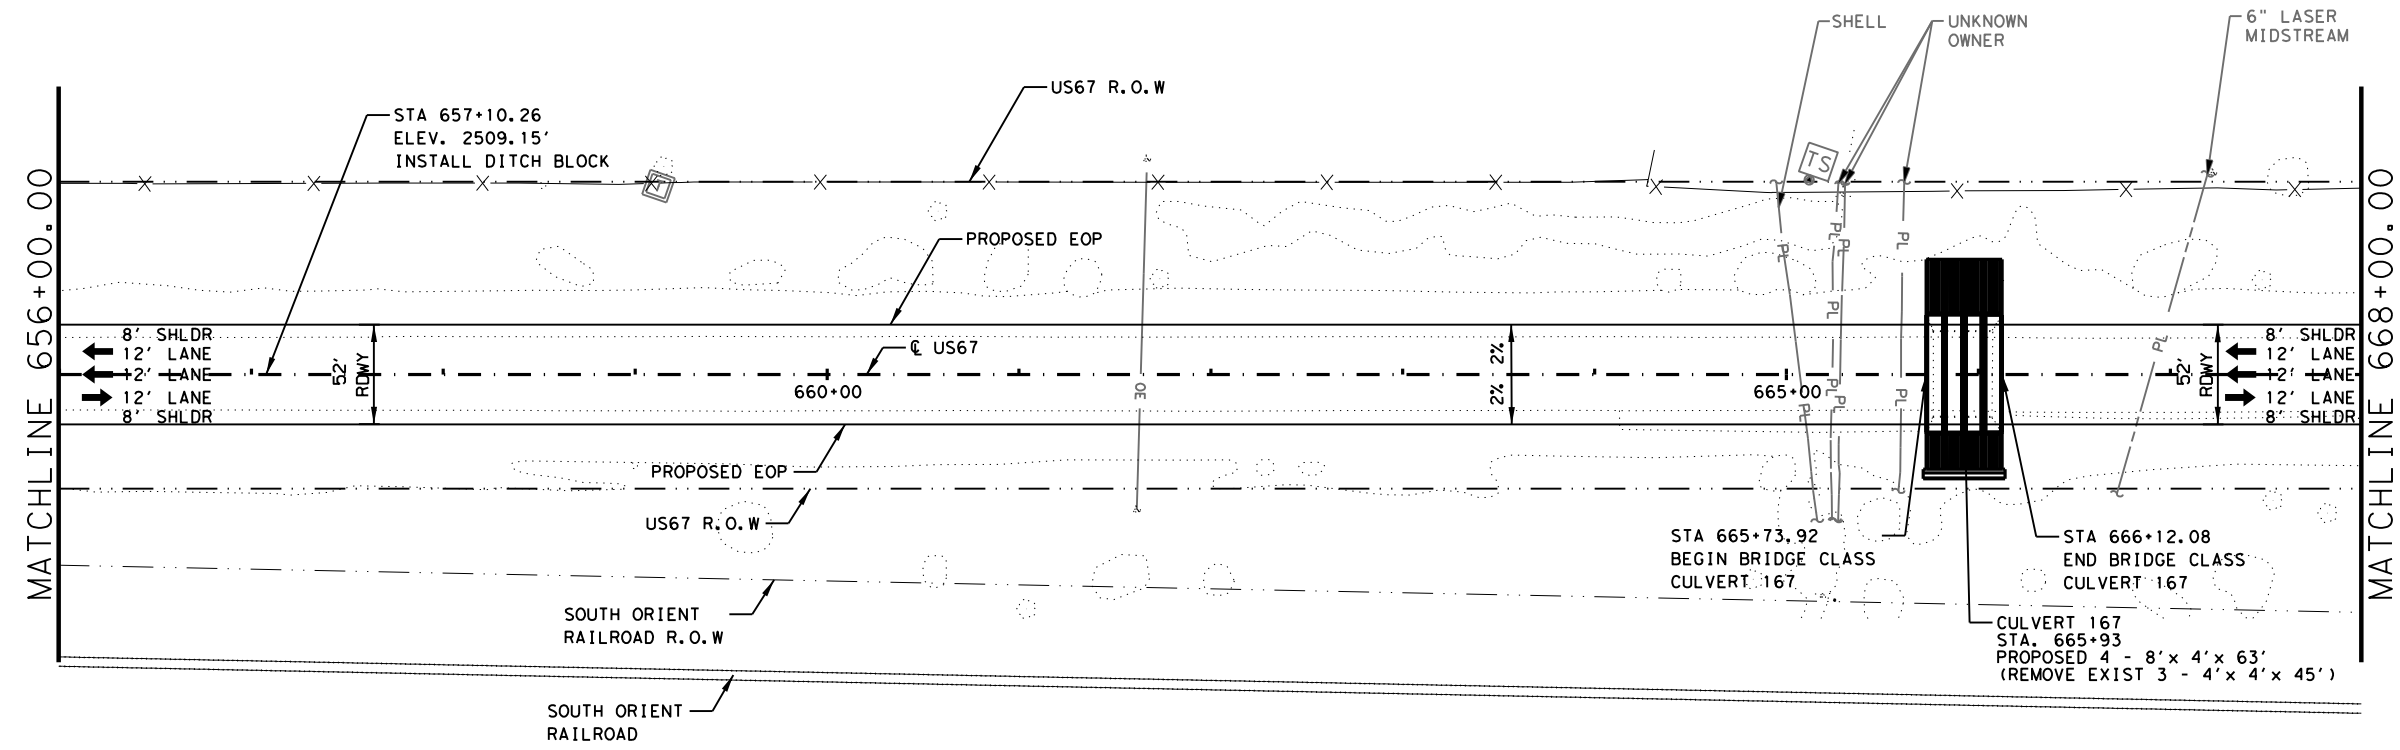 SHELL
UNKNOWN
OWNER
6" LASER
MIDSTREAM
US67 R.O.W
STA 657+10.26
ELEV. 2509.15'
INSTALL DITCH BLOCK
TS
MATCHLINE 656+00.00
MATCHLINE 668+00.00
PROPOSED EOP
PL
PL
PL
PL
PL
PL
8' SHLDR
12' LANE
12' LANE
12' LANE
8' SHLDR
52'
RDWY
℄ US67
660+00
OE
2%
2%
665+00
PL
PL
PL
PL
52'
RDWY
8' SHLDR
12' LANE
12' LANE
12' LANE
8' SHLDR
PROPOSED EOP
US67 R.O.W
STA 665+73.92
BEGIN BRIDGE CLASS
CULVERT 167
STA 666+12.08
END BRIDGE CLASS
CULVERT 167
SOUTH ORIENT
RAILROAD R.O.W
CULVERT 167
STA. 665+93
PROPOSED 4 - 8'x 4'x 63'
(REMOVE EXIST 3 - 4'x 4'x 45')
SOUTH ORIENT
RAILROAD